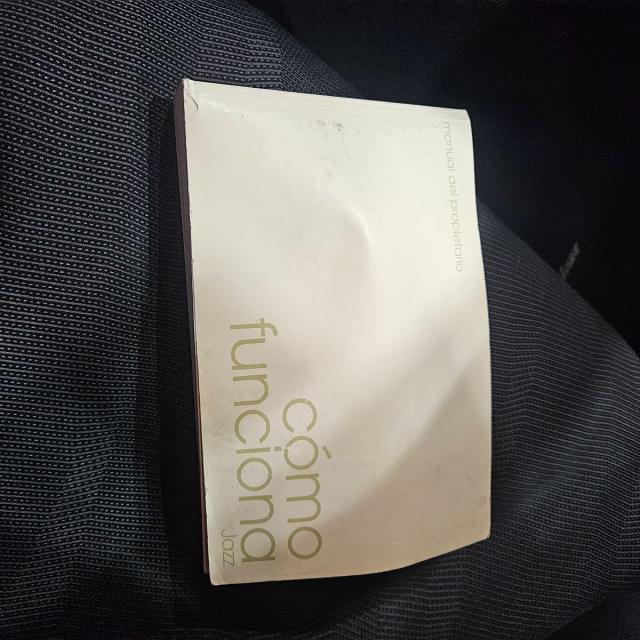 manual del propietario
cómo
funciona
Jazz